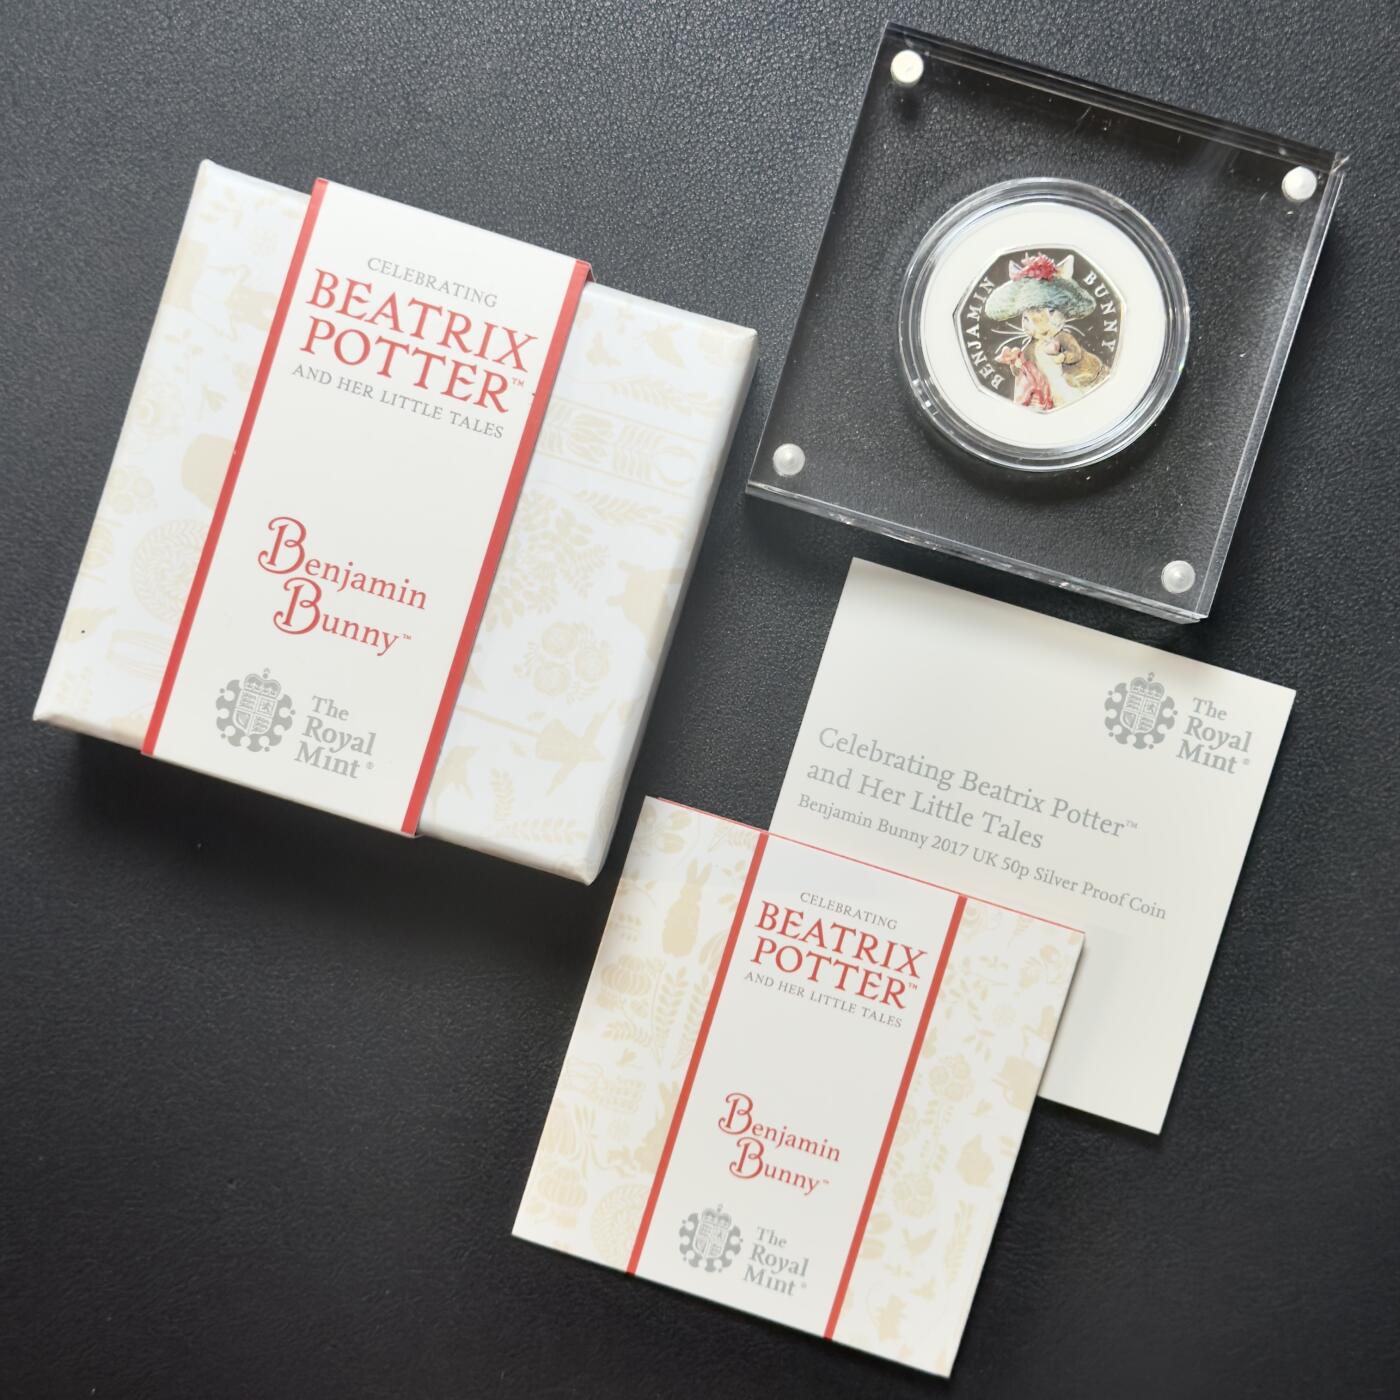 CELEBRATING
BEATRIX
POTTER™
AND HER LITTLE TALES
Benjamin
Bunny™
The
Royal
Mint®
BENJAMIN BUNNY
The
Royal
Mint®
Celebrating Beatrix Potter™
and Her Little Tales
Benjamin Bunny 2017 UK 50p Silver Proof Coin
CELEBRATING
BEATRIX
POTTER™
AND HER LITTLE TALES
Benjamin
Bunny™
The
Royal
Mint®